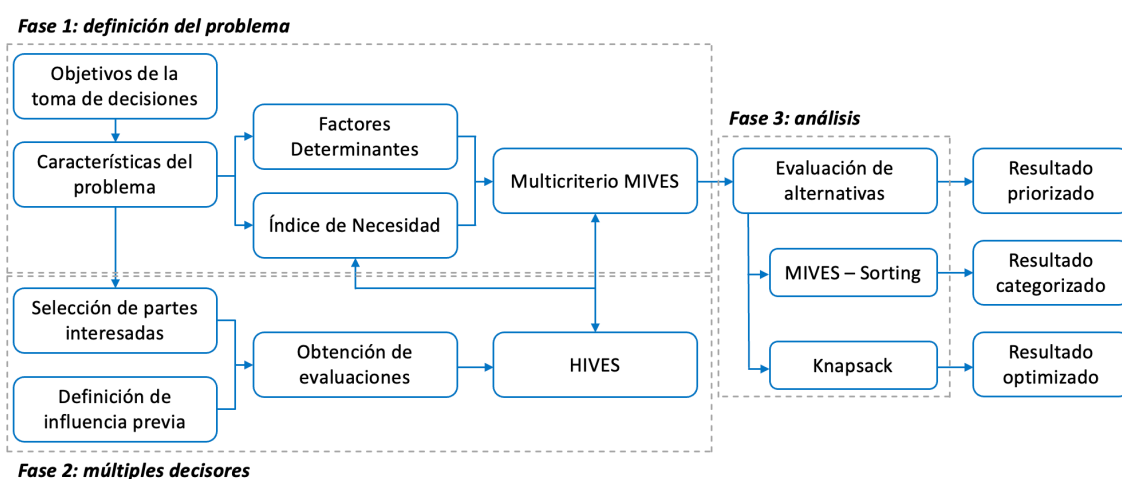 Fase 1: definición del problema
Objetivos de la
toma de decisiones
Característicias del
problema
Factores
Determinantes
Índice de Necesidad
Multicriterio MIVES
Fase 3: análisis
Evaluación de
alternativas
Resultado
priorizado
MIVES – Sorting
Resultado
categorizado
Knapsack
Resultado
optimizado
Selección de partes
interesadas
Definición de
influencia previa
Obtención de
evaluaciones
HIVES
Fase 2: múltiples decisores